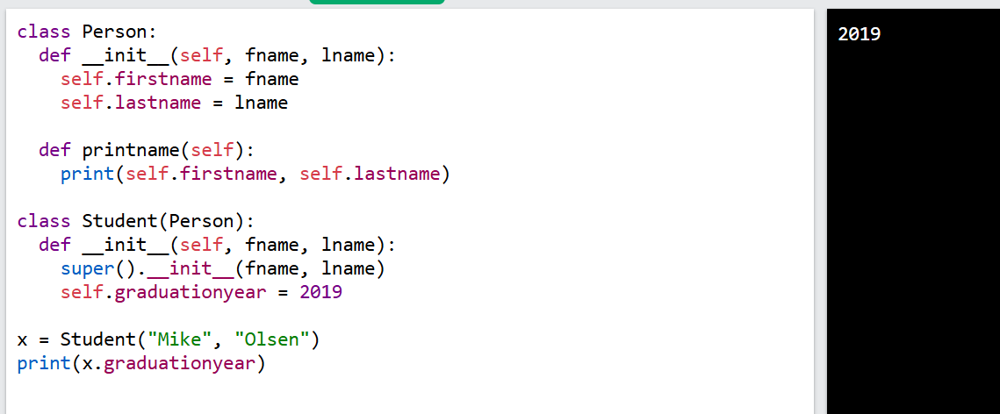 class Person:
  def __init__(self, fname, lname):
    self.firstname = fname
    self.lastname = lname

  def printname(self):
    print(self.firstname, self.lastname)

class Student(Person):
  def __init__(self, fname, lname):
    super().__init__(fname, lname)
    self.graduationyear = 2019

x = Student("Mike", "Olsen")
print(x.graduationyear)
2019